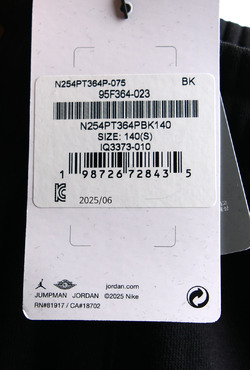 N254PT364P-075 BK
95F364-023
N254PT364PBK140
SIZE: 140(S)
IQ3373-010
1 98726 72843 5
2025/06
jordan.com
JUMPMAN JORDAN ©2025 Nike
RN#81917 / CA#18702